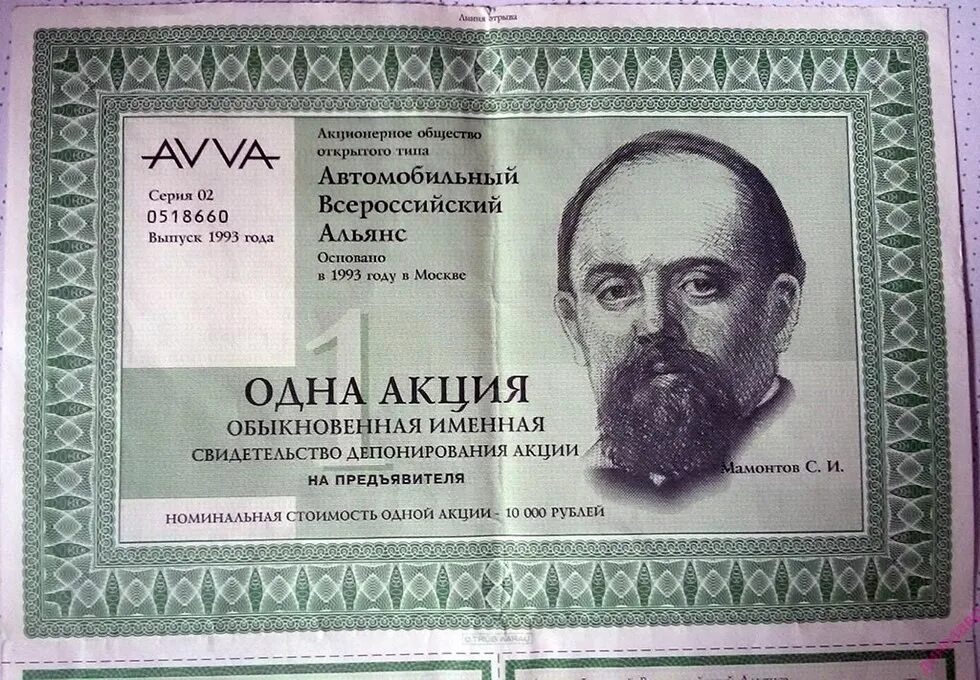 Линия отрыва
AVVA
Серия 02
0518660
Выпуск 1993 года
Акционерное общество
открытого типа
Автомобильный
Всероссийский
Альянс
Основано
в 1993 году в Москве
1
ОДНА АКЦИЯ
ОБЫКНОВЕННАЯ ИМЕННАЯ
СВИДЕТЕЛЬСТВО ДЕПОНИРОВАНИЯ АКЦИИ
НА ПРЕДЪЯВИТЕЛЯ
Мамонтов С. И.
НОМИНАЛЬНАЯ СТОИМОСТЬ ОДНОЙ АКЦИИ - 10 000 РУБЛЕЙ